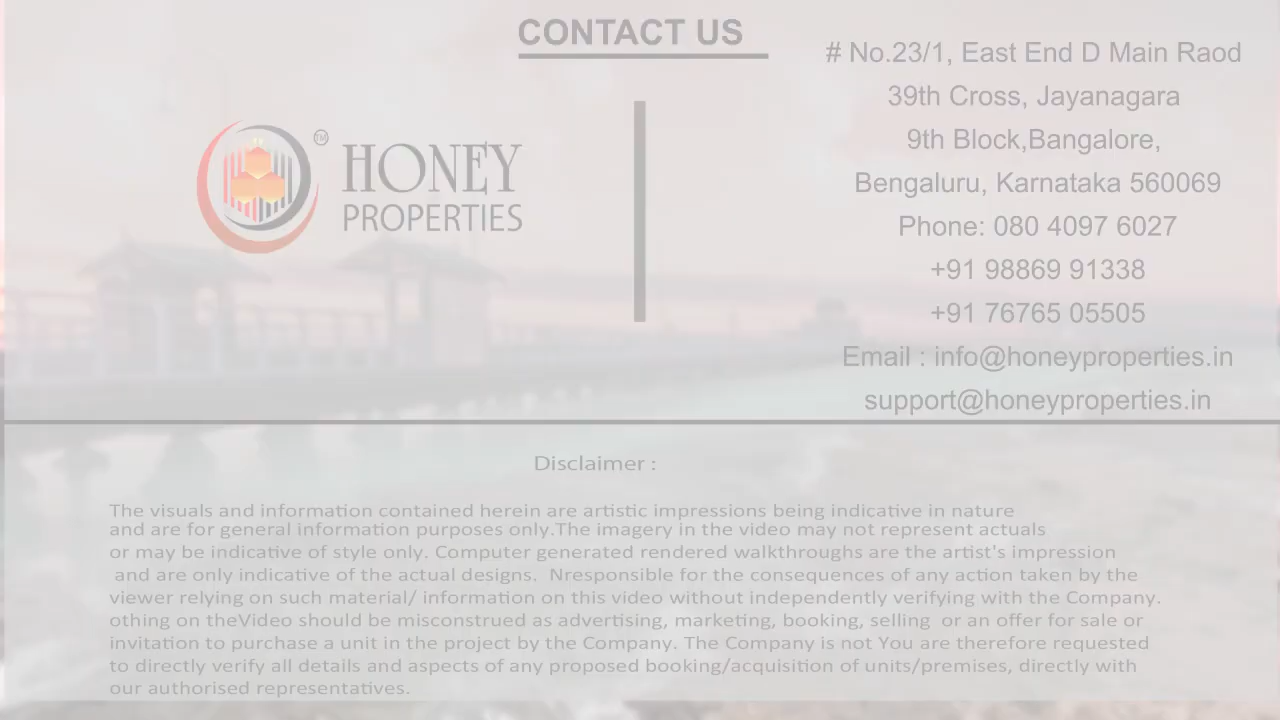 CONTACT US
TM
HONEY
PROPERTIES
# No.23/1, East End D Main Raod
39th Cross, Jayanagara
9th Block,Bangalore,
Bengaluru, Karnataka 560069
Phone: 080 4097 6027
+91 98869 91338
+91 76765 05505
Email : info@honeyproperties.in
support@honeyproperties.in
Disclaimer :
The visuals and information contained herein are artistic impressions being indicative in nature
and are for general information purposes only.The imagery in the video may not represent actuals
or may be indicative of style only. Computer generated rendered walkthroughs are the artist's impression
and are only indicative of the actual designs. Nresponsible for the consequences of any action taken by the
viewer relying on such material/ information on this video without independently verifying with the Company.
othing on theVideo should be misconstrued as advertising, marketing, booking, selling or an offer for sale or
invitation to purchase a unit in the project by the Company. The Company is not You are therefore requested
to directly verify all details and aspects of any proposed booking/acquisition of units/premises, directly with
our authorised representatives.